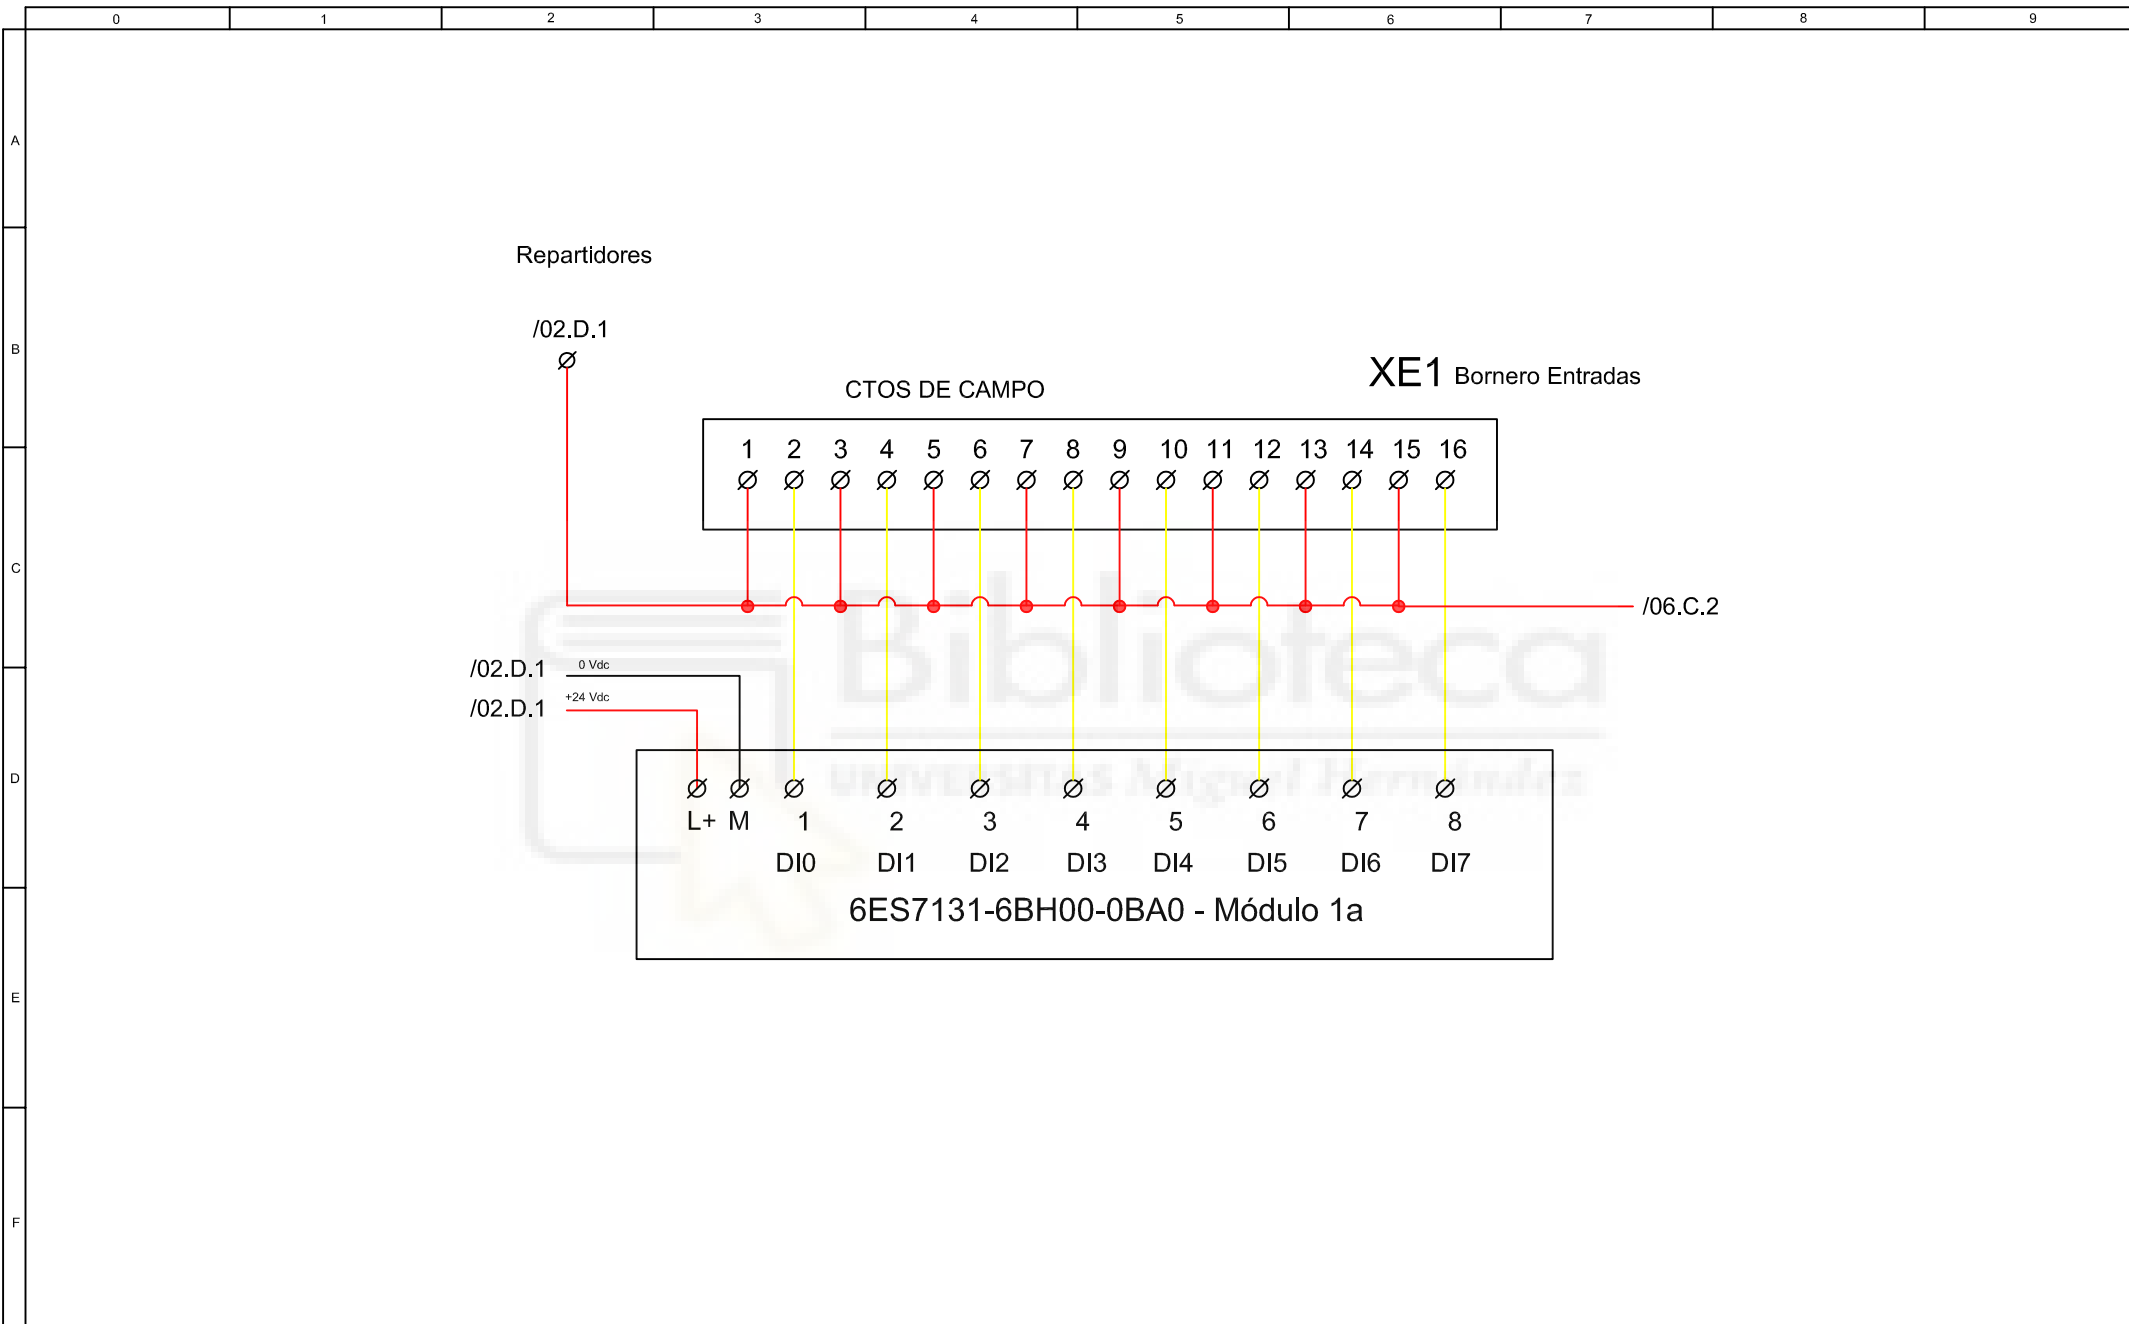 0 1 2 3 4 5 6 7 8 9
A
Repartidores
B
/02.D.1
XE1 Bornero Entradas
CTOS DE CAMPO
1 2 3 4 5 6 7 8 9 10 11 12 13 14 15 16
C
/06.C.2
Biblioteca
/02.D.1 0 Vdc
/02.D.1 +24 Vdc
D
UNIVERSITAS Miguel Hernández
L+ M 1 2 3 4 5 6 7 8
DI0 DI1 DI2 DI3 DI4 DI5 DI6 DI7
6ES7131-6BH00-0BA0 - Módulo 1a
E
F